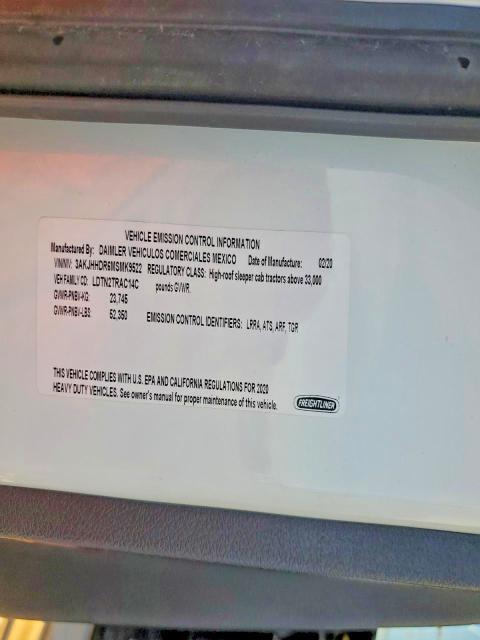 VEHICLE EMISSION CONTROL INFORMATION
Manufactured By: DAIMLER VEHICULOS COMERCIALES MEXICO Date of Manufacture: 02/20
VIN/NIV: 3AKJHHDR6MSMK9522 REGULATORY CLASS: High-roof sleeper cab tractors above 33,000 pounds GVWR.
VEH FAMILY CD: LDTN2TRAC14C
GVWR-PNBV-KG: 23,745
GVWR-PNBV-LBS: 52,350 EMISSION CONTROL IDENTIFIERS: LRRA, ATS, ARF, TGR
THIS VEHICLE COMPLIES WITH U.S. EPA AND CALIFORNIA REGULATIONS FOR 2020
HEAVY DUTY VEHICLES. See owner's manual for proper maintenance of this vehicle.
FREIGHTLINER